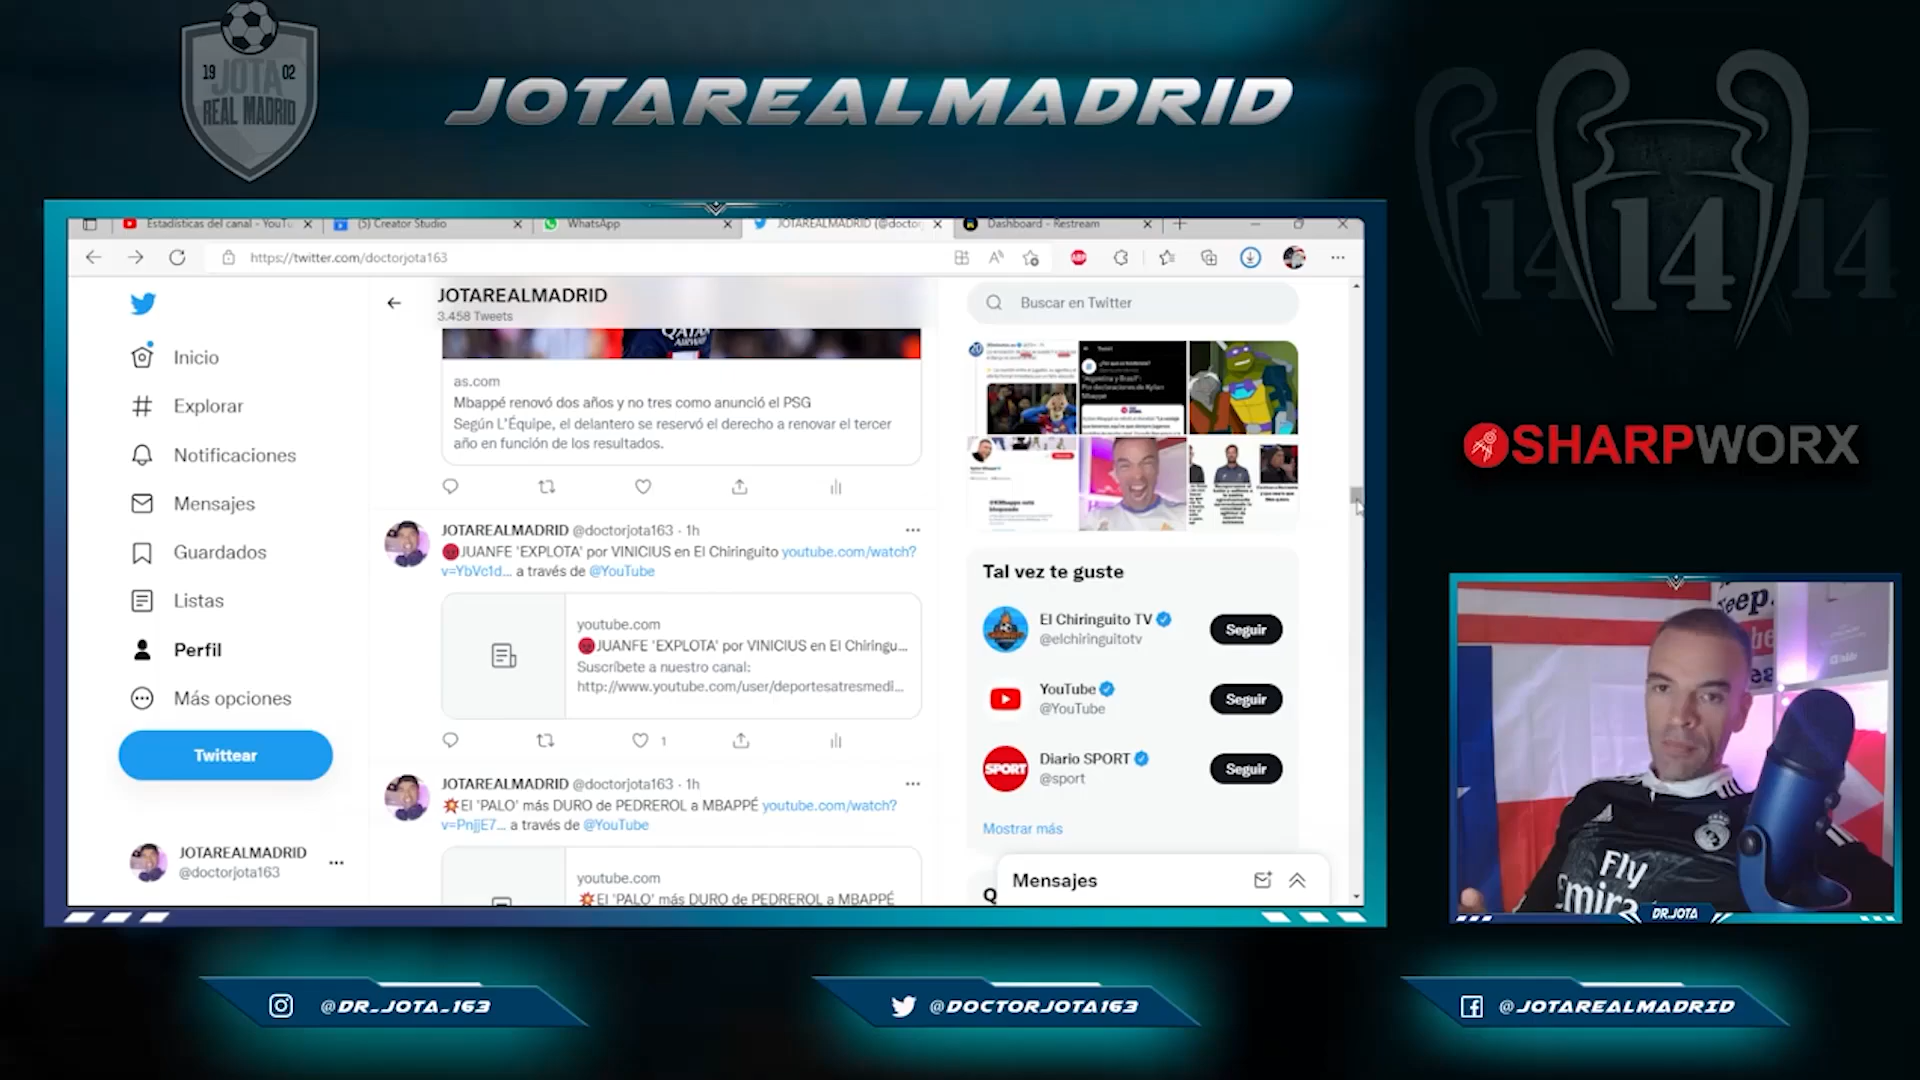 19 JOTA 02
REAL MADRID
JOTAREALMADRID
14
14
14
SHARPWORX
Estadísticas del canal - YouTu
(5) Creator Studio
WhatsApp
JOTAREALMADRID (@doctorj
Dashboard - Restream
https://twitter.com/doctorjota163
ABP
JOTAREALMADRID
3.458 Tweets
Buscar en Twitter
Inicio
Explorar
Notificaciones
Mensajes
Guardados
Listas
Perfil
Más opciones
Twittear
JOTAREALMADRID
@doctorjota163
QATAR
AIRWAY
as.com
Mbappé renovó dos años y no tres como anunció el PSG
Según L'Équipe, el delantero se reservó el derecho a renovar el tercer
año en función de los resultados.
JOTAREALMADRID @doctorjota163 · 1h
JUANFE 'EXPLOTA' por VINICIUS en El Chiringuito youtube.com/watch?
v=YbVc1d... a través de @YouTube
youtube.com
JUANFE 'EXPLOTA' por VINICIUS en El Chiringu...
Suscríbete a nuestro canal:
http://www.youtube.com/user/deportesatresmedi...
1
JOTAREALMADRID @doctorjota163 · 1h
El 'PALO' más DURO de PEDREROL a MBAPPÉ youtube.com/watch?
v=PnjjE7... a través de @YouTube
youtube.com
El 'PALO' más DURO de PEDREROL a MBAPPÉ
Tal vez te guste
El Chiringuito TV
@elchiringuitotv
Seguir
YouTube
@YouTube
Seguir
SPORT
Diario SPORT
@sport
Seguir
Mostrar más
Mensajes
Q
Keep.
Fly
Emira
DR.JOTA
@DR_JOTA_163
@DOCTORJOTA163
@JOTAREALMADRID